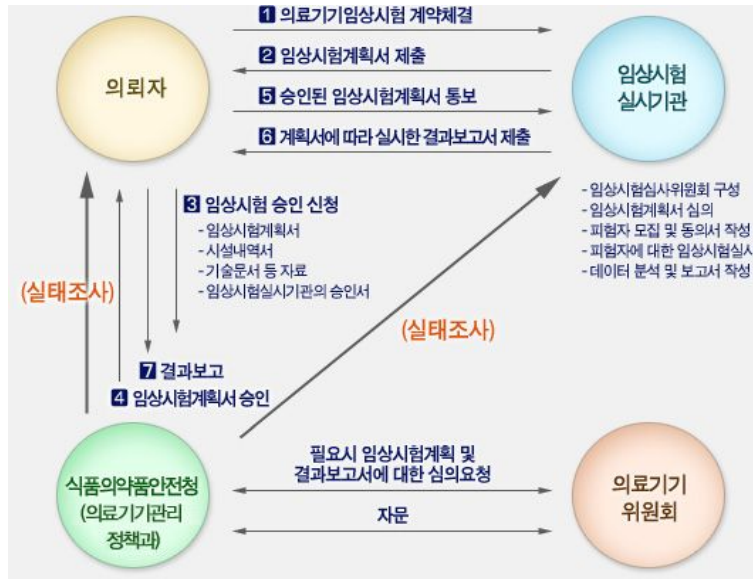 1 의료기기임상시험 계약체결
2 임상시험계획서 제출
5 승인된 임상시험계획서 통보
6 계획서에 따라 실시한 결과보고서 제출
의뢰자
임상시험
실시기관
- 임상시험심사위원회 구성
- 임상시험계획서 심의
- 피험자 모집 및 동의서 작성
- 피험자에 대한 임상시험실시
- 데이터 분석 및 보고서 작성
3 임상시험 승인 신청
- 임상시험계획서
- 시설내역서
- 기술문서 등 자료
- 임상시험실시기관의 승인서
(실태조사)
(실태조사)
7 결과보고
4 임상시험계획서 승인
식품의약품안전청
(의료기기관리
정책과)
필요시 임상시험계획 및
결과보고서에 대한 심의요청
자문
의료기기
위원회